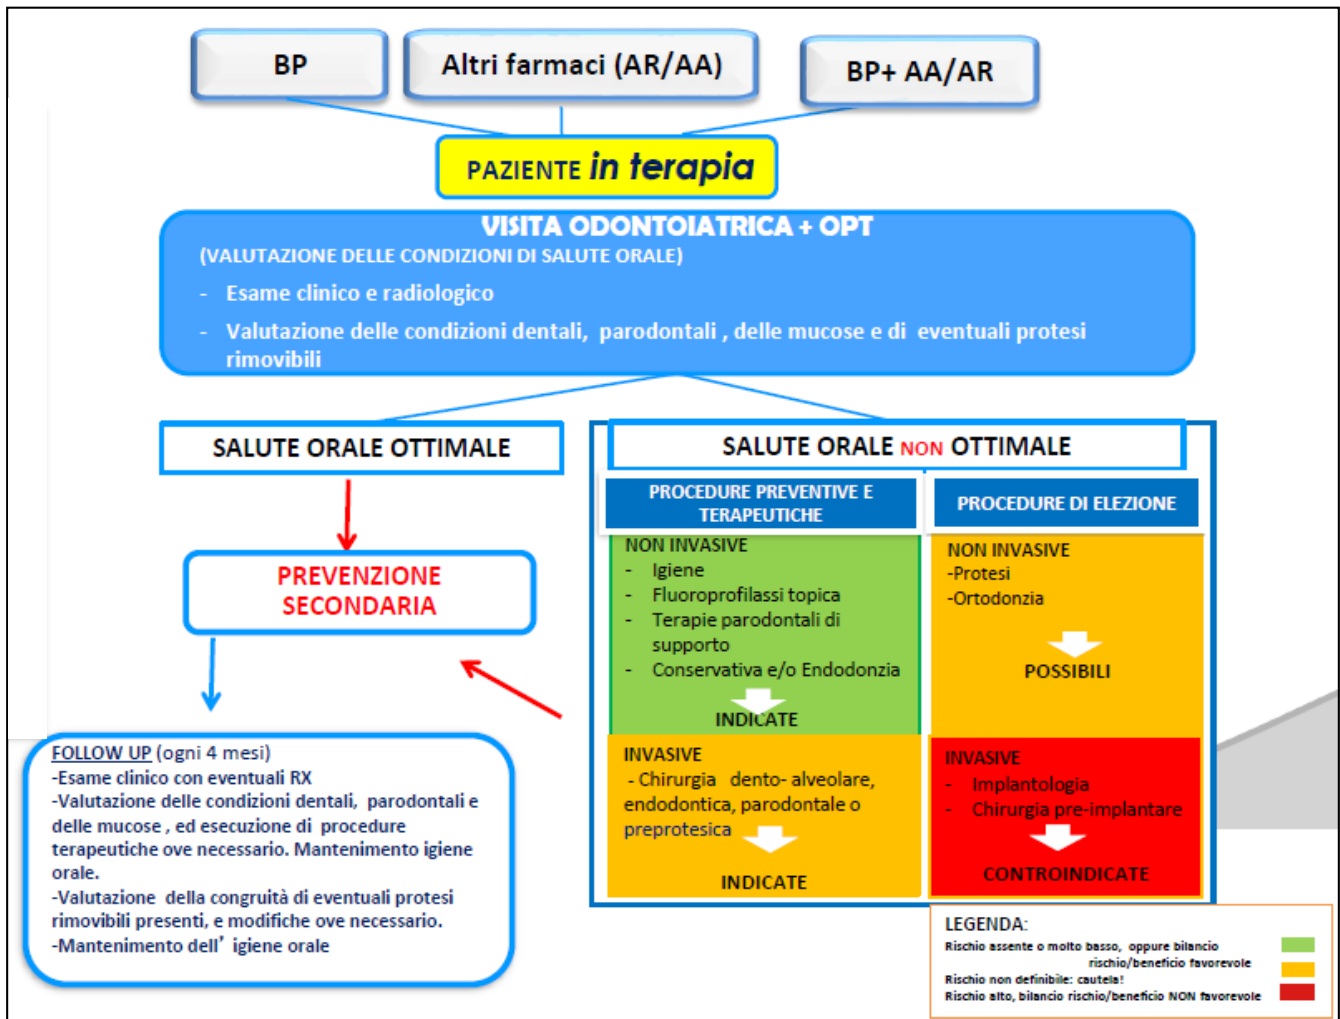 BP
Altri farmaci (AR/AA)
BP+ AA/AR
PAZIENTE in terapia
VISITA ODONTOIATRICA + OPT
(VALUTAZIONE DELLE CONDIZIONI DI SALUTE ORALE)
- Esame clinico e radiologico
- Valutazione delle condizioni dentali, parodontali , delle mucose e di eventuali protesi
rimovibili
SALUTE ORALE OTTIMALE
PREVENZIONE
SECONDARIA
FOLLOW UP (ogni 4 mesi)
-Esame clinico con eventuali RX
-Valutazione delle condizioni dentali, parodontali e
delle mucose , ed esecuzione di procedure
terapeutiche ove necessario. Mantenimento igiene
orale.
-Valutazione della congruità di eventuali protesi
rimovibili presenti, e modifiche ove necessario.
-Mantenimento dell' igiene orale
SALUTE ORALE NON OTTIMALE
PROCEDURE PREVENTIVE E
TERAPEUTICHE
NON INVASIVE
- Igiene
- Fluoroprofilassi topica
- Terapie parodontali di
supporto
- Conservativa e/o Endodonzia
INDICATE
INVASIVE
- Chirurgia dento- alveolare,
endodontica, parodontale o
preprotesica
INDICATE
PROCEDURE DI ELEZIONE
NON INVASIVE
-Protesi
-Ortodonzia
POSSIBILI
INVASIVE
- Implantologia
- Chirurgia pre-implantare
CONTROINDICATE
LEGENDA:
Rischio assente o molto basso, oppure bilancio
rischio/beneficio favorevole
Rischio non definibile: cautela!
Rischio alto, bilancio rischio/beneficio NON favorevole